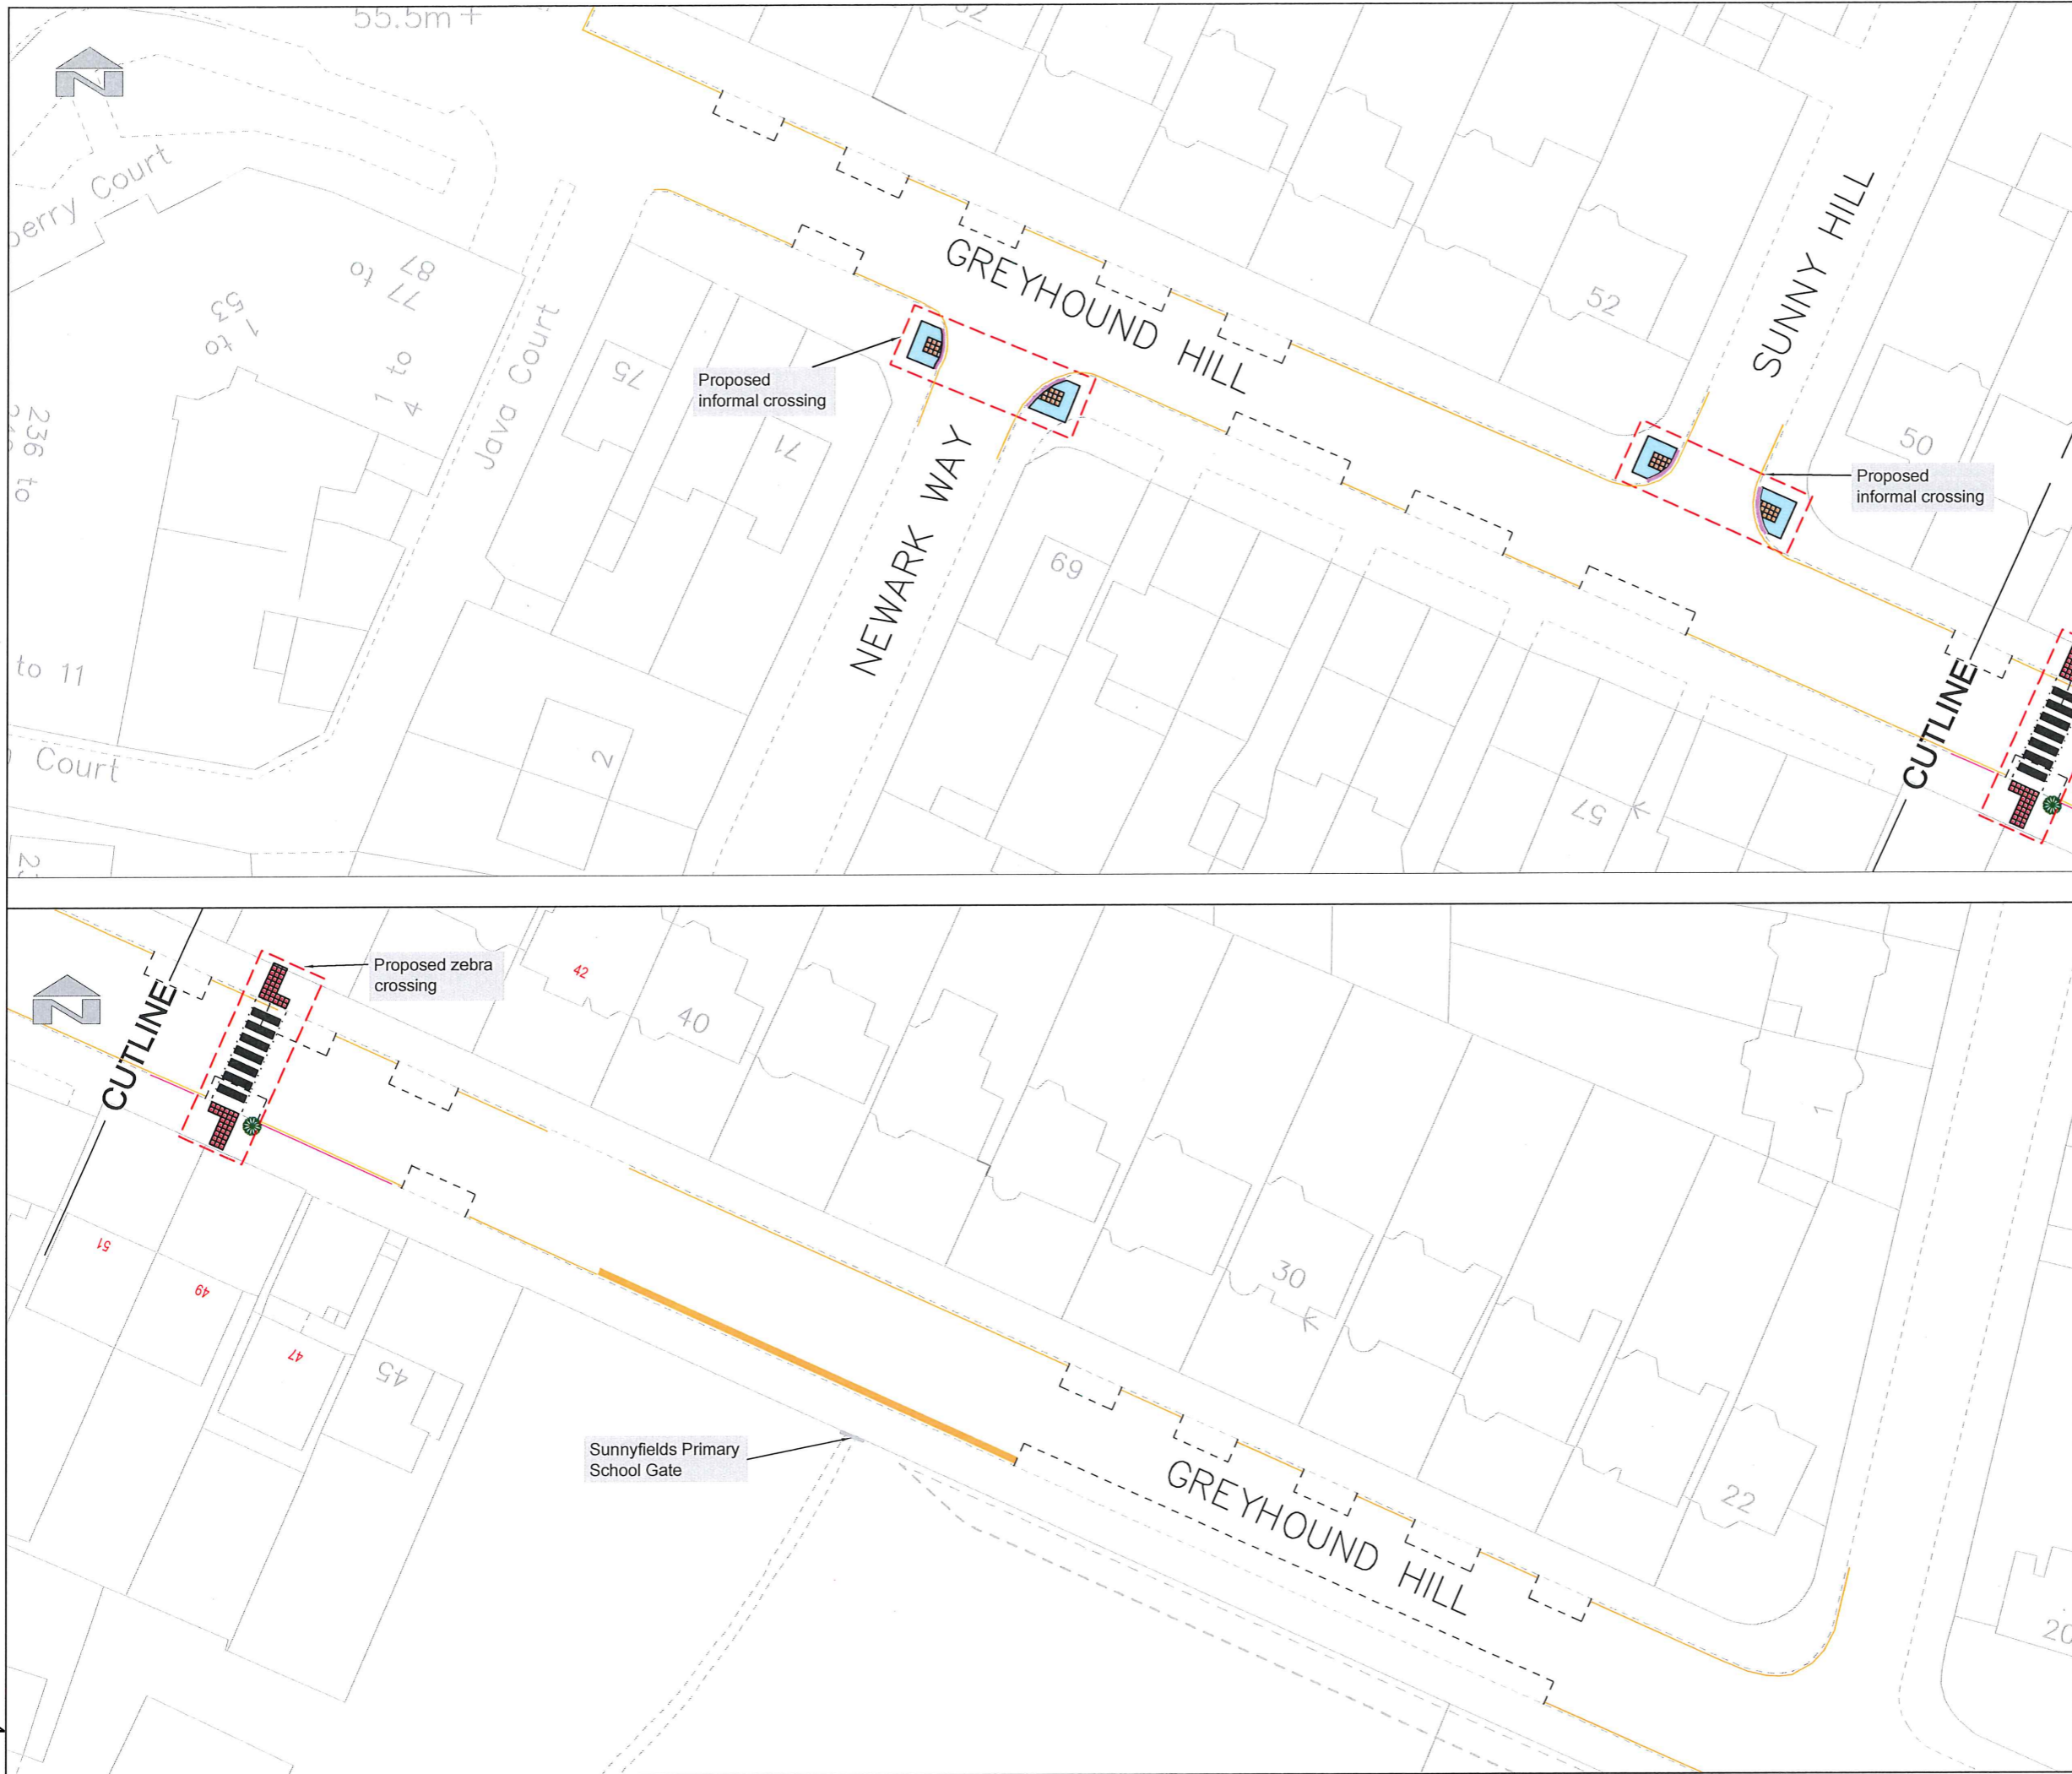 55.5m +
62
N
berry Court
77
to
87
1
to
53
1
to
4
Java Court
236 to
75
71
Proposed
informal crossing
GREYHOUND HILL
NEWARK WAY
69
52
SUNNY HILL
50
Proposed
informal crossing
to 11
Court
2
57
CUTLINE
N
CUTLINE
Proposed zebra
crossing
42
40
51
49
47
45
30
1
Sunnyfields Primary
School Gate
GREYHOUND HILL
22
20